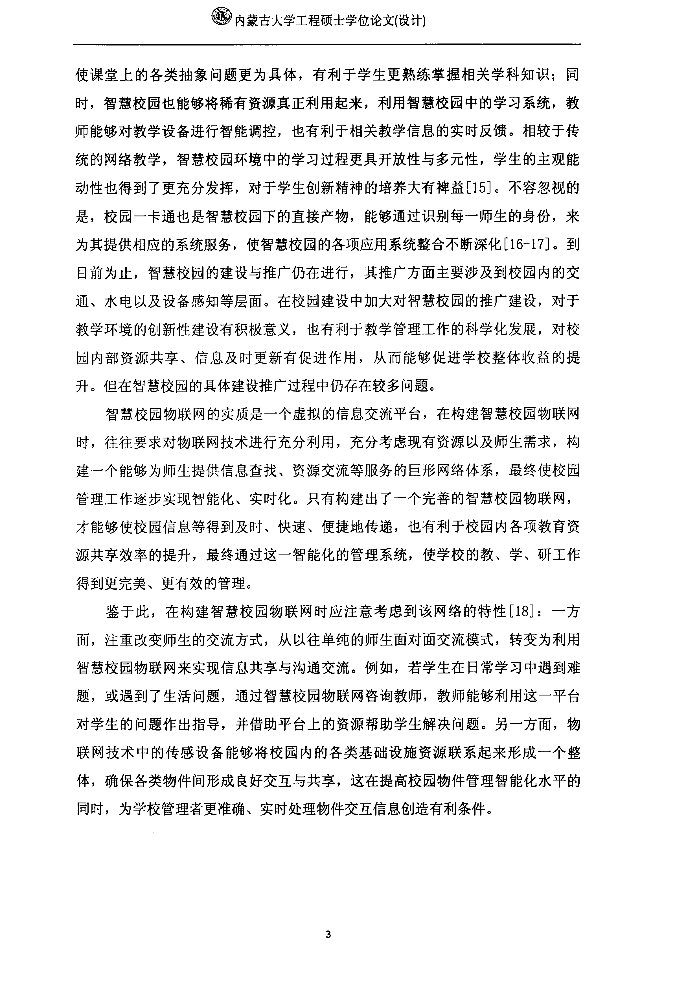 内蒙古大学工程硕士学位论文(设计)
使课堂上的各类抽象问题更为具体，有利于学生更熟练掌握相关学科知识；同
时，智慧校园也能够将稀有资源真正利用起来，利用智慧校园中的学习系统，教
师能够对教学设备进行智能调控，也有利于相关教学信息的实时反馈。相较于传
统的网络教学，智慧校园环境中的学习过程更具开放性与多元性，学生的主观能
动性也得到了更充分发挥，对于学生创新精神的培养大有裨益[15]。不容忽视的
是，校园一卡通也是智慧校园下的直接产物，能够通过识别每一师生的身份，来
为其提供相应的系统服务，使智慧校园的各项应用系统整合不断深化[16-17]。到
目前为止，智慧校园的建设与推广仍在进行，其推广方面主要涉及到校园内的交
通、水电以及设备感知等层面。在校园建设中加大对智慧校园的推广建设，对于
教学环境的创新性建设有积极意义，也有利于教学管理工作的科学化发展，对校
园内部资源共享、信息及时更新有促进作用，从而能够促进学校整体收益的提
升。但在智慧校园的具体建设推广过程中仍存在较多问题。
智慧校园物联网的实质是一个虚拟的信息交流平台，在构建智慧校园物联网
时，往往要求对物联网技术进行充分利用，充分考虑现有资源以及师生需求，构
建一个能够为师生提供信息查找、资源交流等服务的巨形网络体系，最终使校园
管理工作逐步实现智能化、实时化。只有构建出了一个完善的智慧校园物联网，
才能够使校园信息等得到及时、快速、便捷地传递，也有利于校园内各项教育资
源共享效率的提升，最终通过这一智能化的管理系统，使学校的教、学、研工作
得到更完美、更有效的管理。
鉴于此，在构建智慧校园物联网时应注意考虑到该网络的特性[18]：一方
面，注重改变师生的交流方式，从以往单纯的师生面对面交流模式，转变为利用
智慧校园物联网来实现信息共享与沟通交流。例如，若学生在日常学习中遇到难
题，或遇到了生活问题，通过智慧校园物联网咨询教师，教师能够利用这一平台
对学生的问题作出指导，并借助平台上的资源帮助学生解决问题。另一方面，物
联网技术中的传感设备能够将校园内的各类基础设施资源联系起来形成一个整
体，确保各类物件间形成良好交互与共享，这在提高校园物件管理智能化水平的
同时，为学校管理者更准确、实时处理物件交互信息创造有利条件。
3